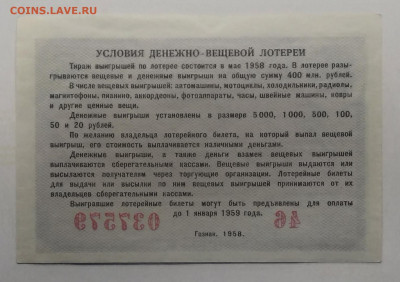 COINS.LAVE.RU
УСЛОВИЯ ДЕНЕЖНО-ВЕЩЕВОЙ ЛОТЕРЕИ
Тираж выигрышей по лотерее состоится в мае 1958 года. В лотерее разы-
грываются вещевые и денежные выигрыши на общую сумму 400 млн. рублей.
В числе вещевых выигрышей: автомашины, мотоциклы, холодильники, радиолы,
магнитофоны, пианино, аккордеоны, фотоаппараты, часы, швейные машины, ковры
и другие ценные вещи.
Денежные выигрыши установлены в размере 5 000, 1 000, 500, 100,
50 и 20 рублей.
По желанию владельца лотерейного билета, на который выпал вещевой
выигрыш, его стоимость выплачивается наличными деньгами.
Денежные выигрыши, а также деньги взамен вещевых выигрышей
выплачиваются сберегательными кассами. Вещевые выигрыши выдаются или
высылаются получателю через торгующие организации. Лотерейные билеты
для выдачи или высылки по ним вещевых выигрышей принимаются от их
владельцев сберегательными кассами.
Выигравшие лотерейные билеты могут быть предъявлены для оплаты
до 1 января 1959 года.
037579
46
Гознак. 1958.